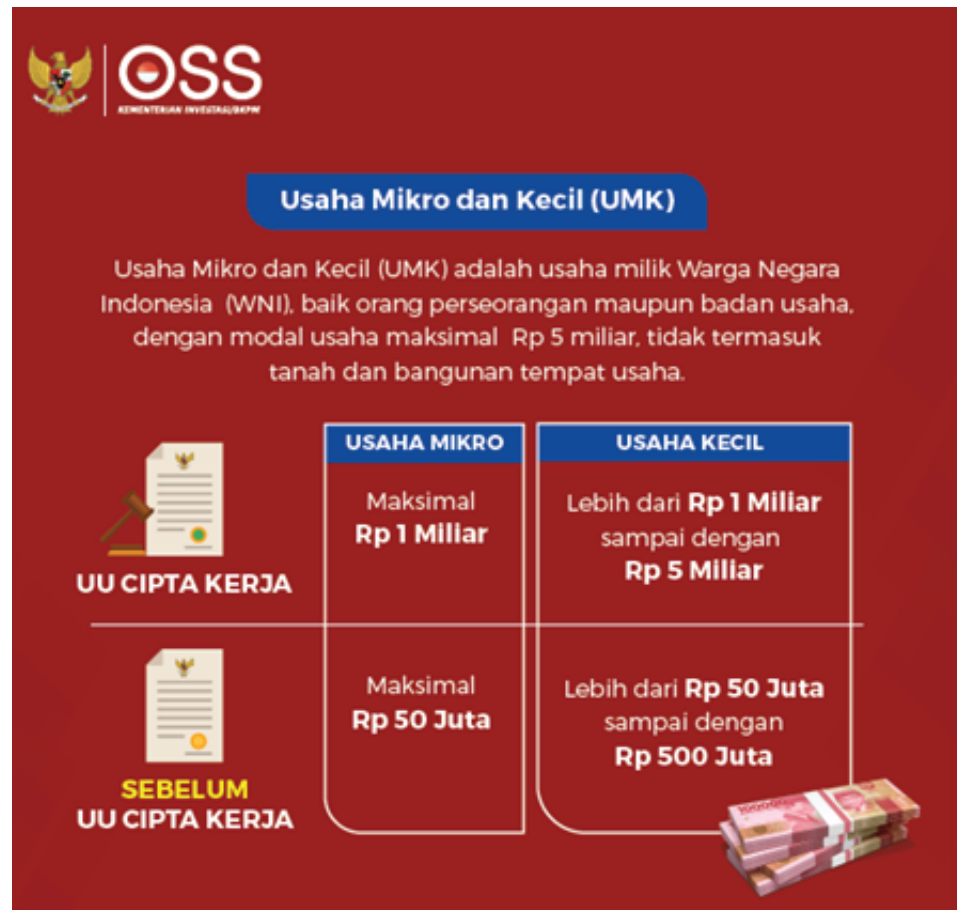 OSS
KEMENTERIAN INVESTASI/BKPM
Usaha Mikro dan Kecil (UMK)
Usaha Mikro dan Kecil (UMK) adalah usaha milik Warga Negara
Indonesia (WNI), baik orang perseorangan maupun badan usaha,
dengan modal usaha maksimal Rp 5 miliar, tidak termasuk
tanah dan bangunan tempat usaha.
USAHA MIKRO
USAHA KECIL
UU CIPTA KERJA
Maksimal
Rp 1 Miliar
Lebih dari Rp 1 Miliar
sampai dengan
Rp 5 Miliar
SEBELUM
UU CIPTA KERJA
Maksimal
Rp 50 Juta
Lebih dari Rp 50 Juta
sampai dengan
Rp 500 Juta
100000